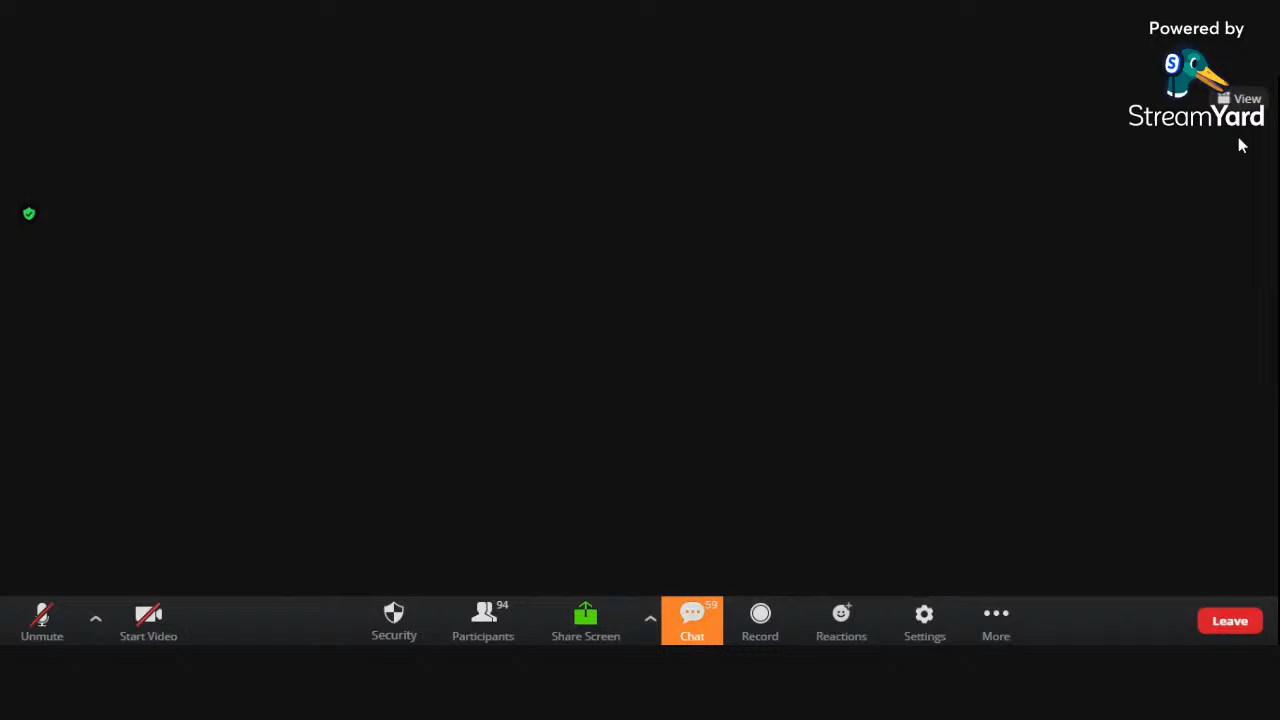 Powered by
S
View
StreamYard
94
59
Unmute
Start Video
Security
Participants
Share Screen
Chat
Record
Reactions
Settings
More
Leave